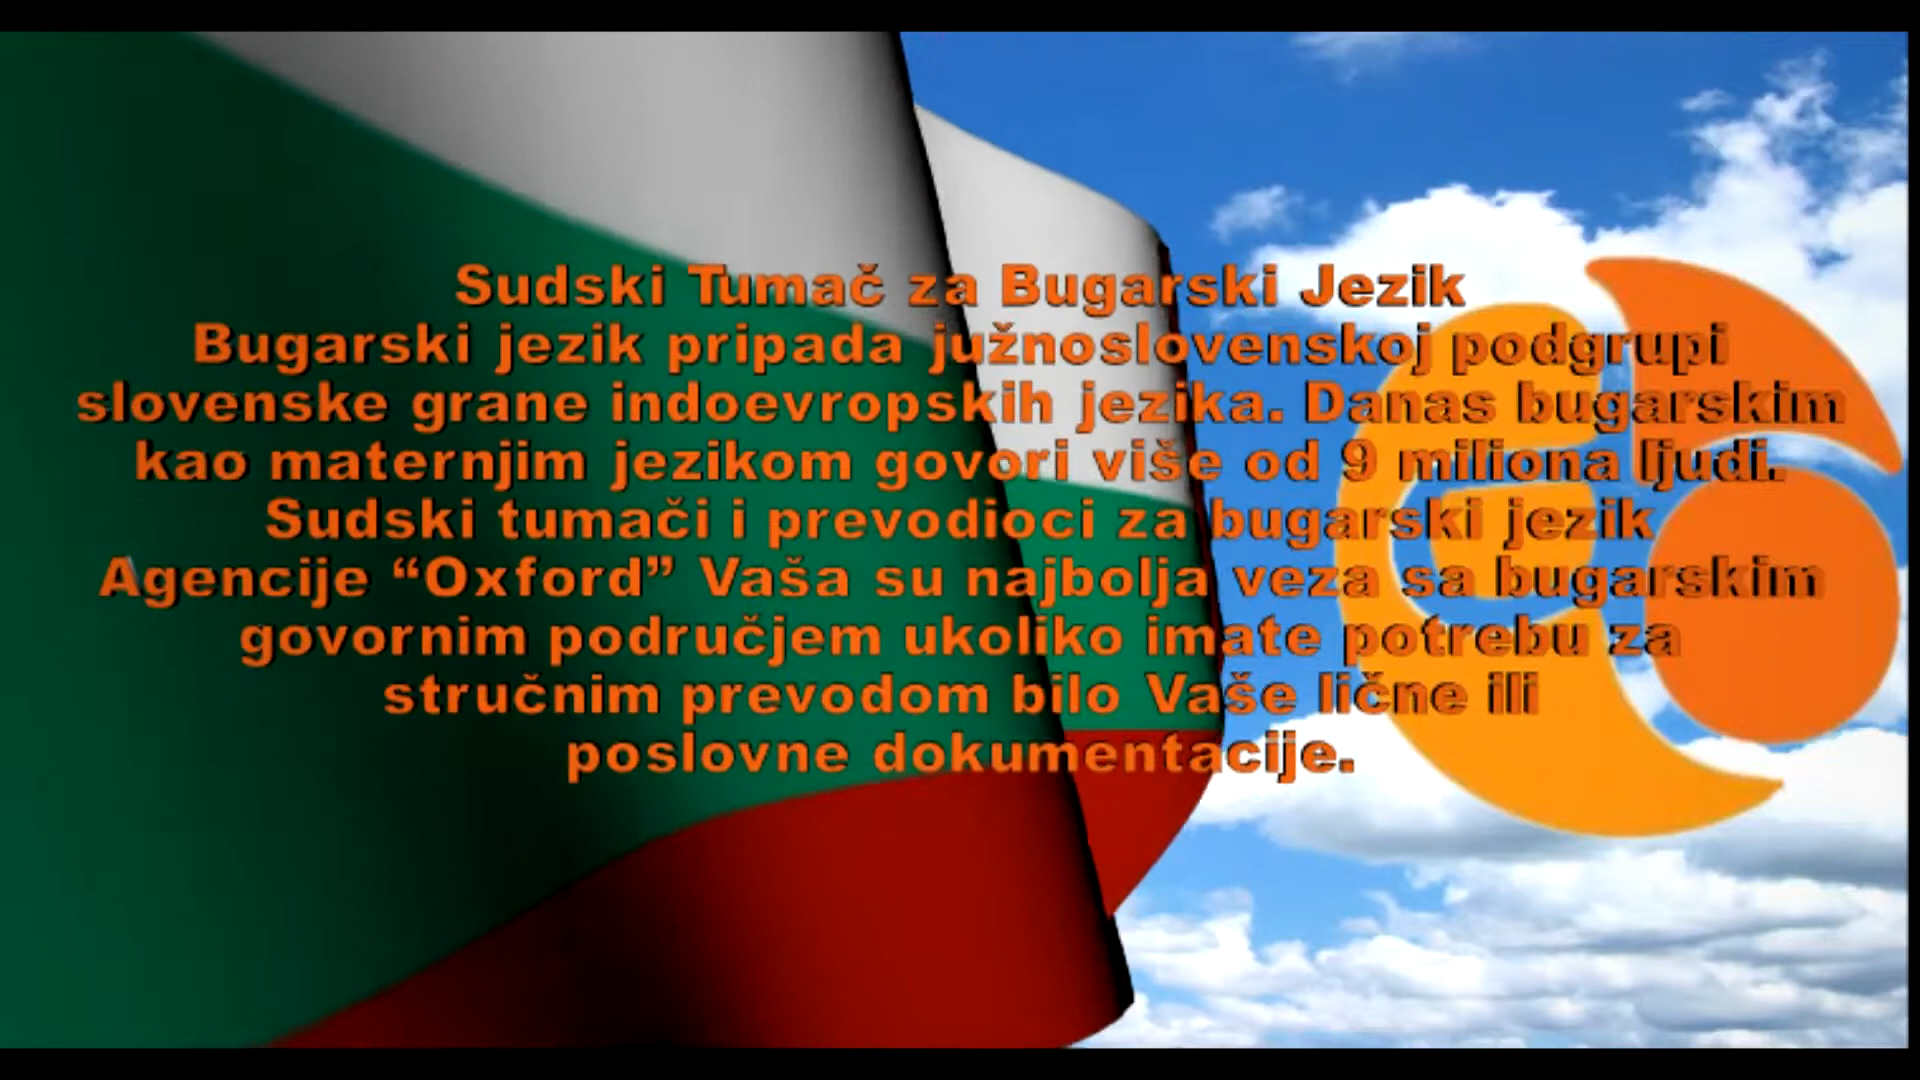 Sudski Tumač za Bugarski Jezik
Bugarski jezik pripada južnoslovenskoj podgrupi
slovenske grane indoevropskih jezika. Danas bugarskim
kao maternjim jezikom govori više od 9 miliona ljudi.
Sudski tumači i prevodioci za bugarski jezik
Agencije “Oxford” Vaša su najbolja veza sa bugarskim
govornim područjem ukoliko imate potrebu za
stručnim prevodom bilo Vaše lične ili
poslovne dokumentacije.